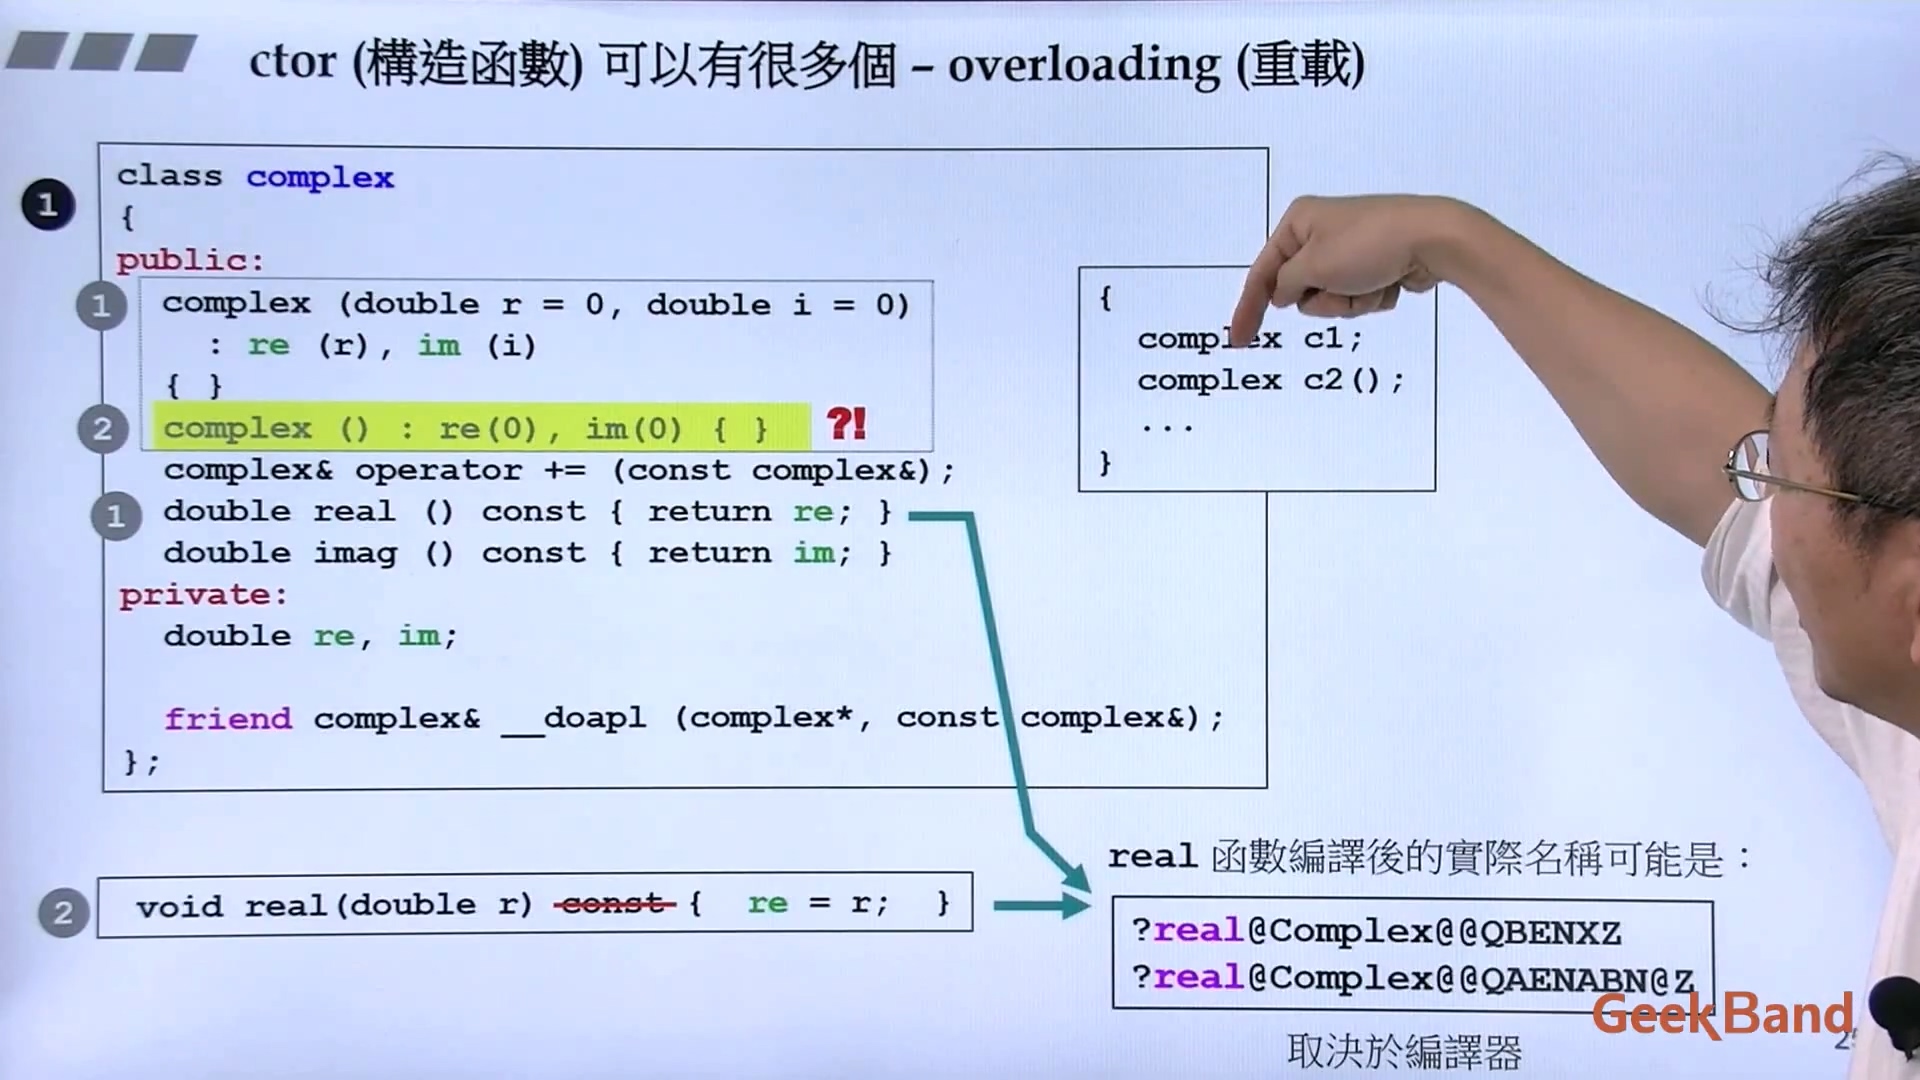 ctor (構造函數) 可以有很多個 – overloading (重載)
1
class complex
{
public:
1
complex (double r = 0, double i = 0)
: re (r), im (i)
{ }
2
complex () : re(0), im(0) { }
?!
complex& operator += (const complex&);
1
double real () const { return re; }
double imag () const { return im; }
private:
double re, im;
friend complex& __doapl (complex*, const complex&);
};
{
complex c1;
complex c2();
...
}
2
void real(double r) const { re = r; }
real 函數編譯後的實際名稱可能是：
?real@Complex@@QBENXZ
?real@Complex@@QAENABN@Z
取決於編譯器
GeekBand